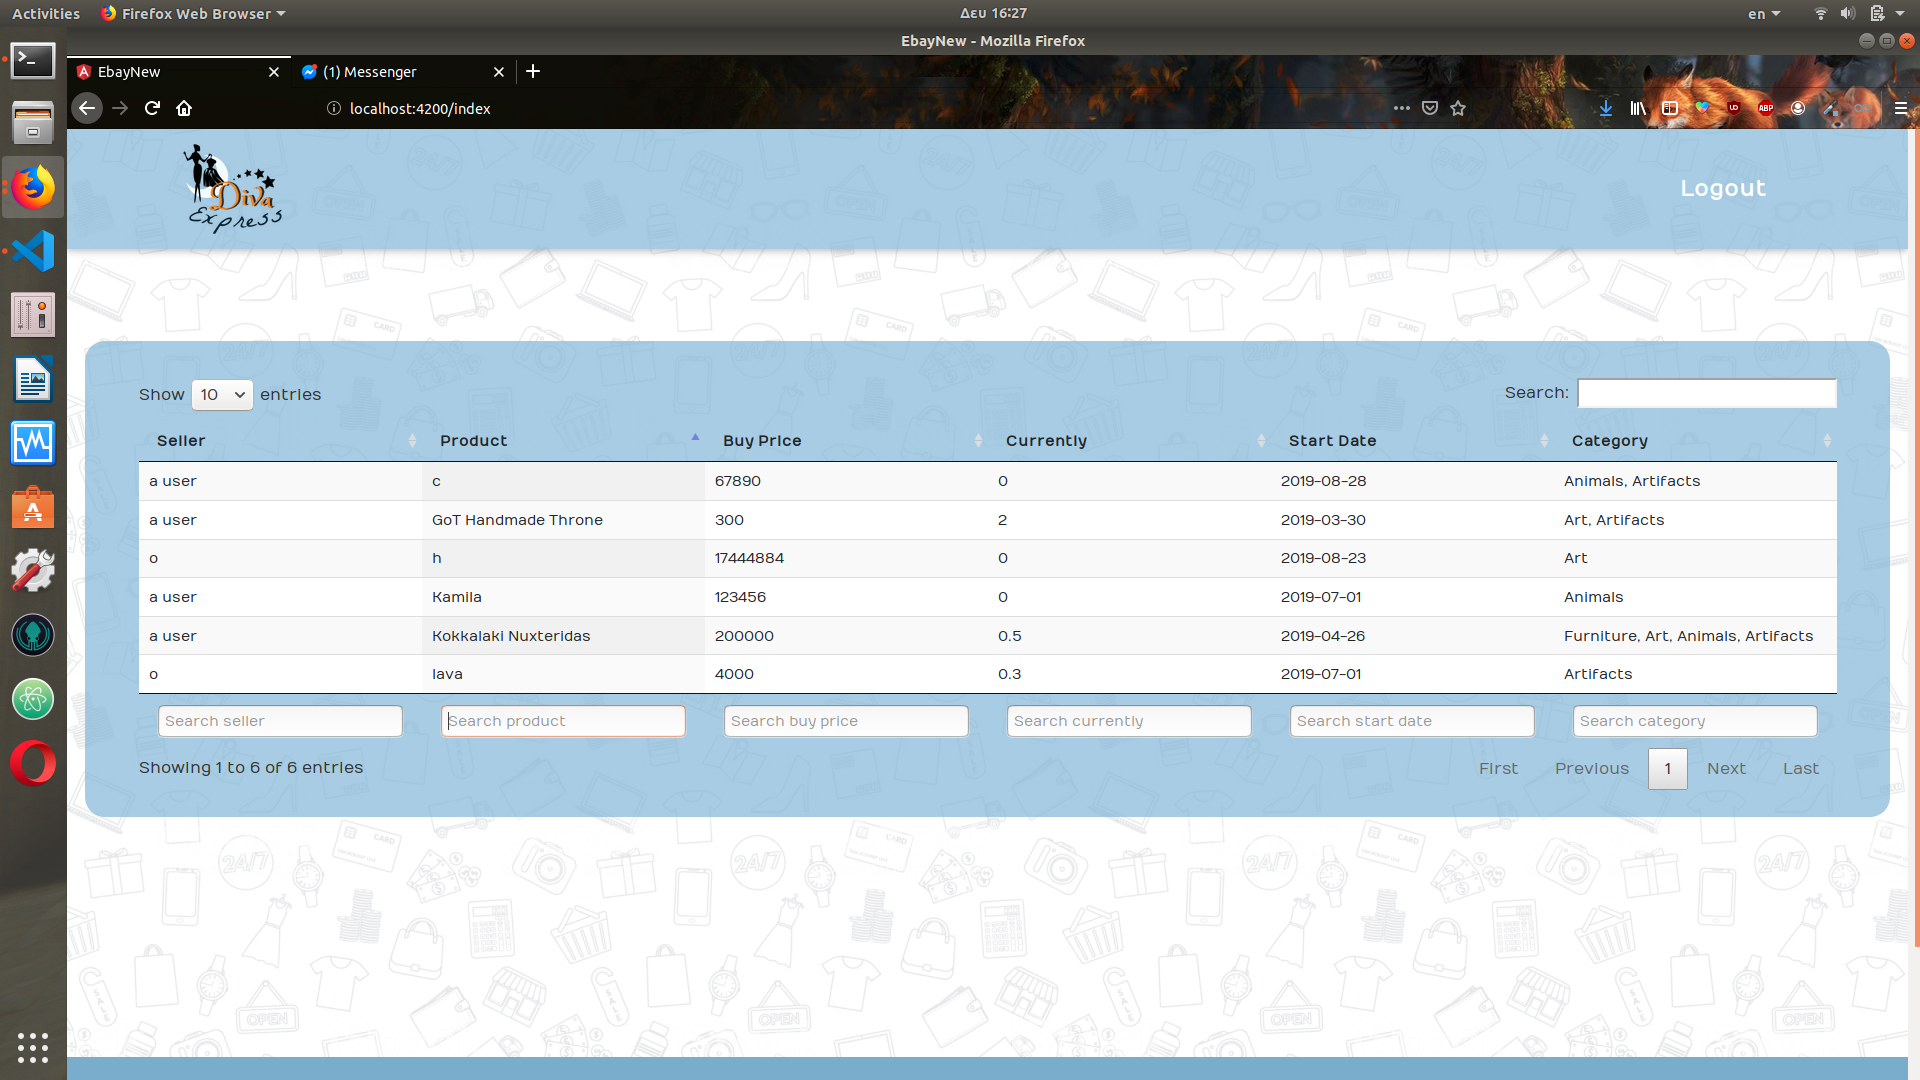 Activities Firefox Web Browser Δευ 16:27 en
EbayNew - Mozilla Firefox
EbayNew (1) Messenger
localhost:4200/index
Diva
Express
Logout
Show 10 entries Search:
Seller Product Buy Price Currently Start Date Category
a user c 67890 0 2019-08-28 Animals, Artifacts
a user GoT Handmade Throne 300 2 2019-03-30 Art, Artifacts
o h 17444884 0 2019-08-23 Art
a user Kamila 123456 0 2019-07-01 Animals
a user Kokkalaki Nuxteridas 200000 0.5 2019-04-26 Furniture, Art, Animals, Artifacts
o lava 4000 0.3 2019-07-01 Artifacts
Search seller Search product Search buy price Search currently Search start date Search category
Showing 1 to 6 of 6 entries First Previous 1 Next Last